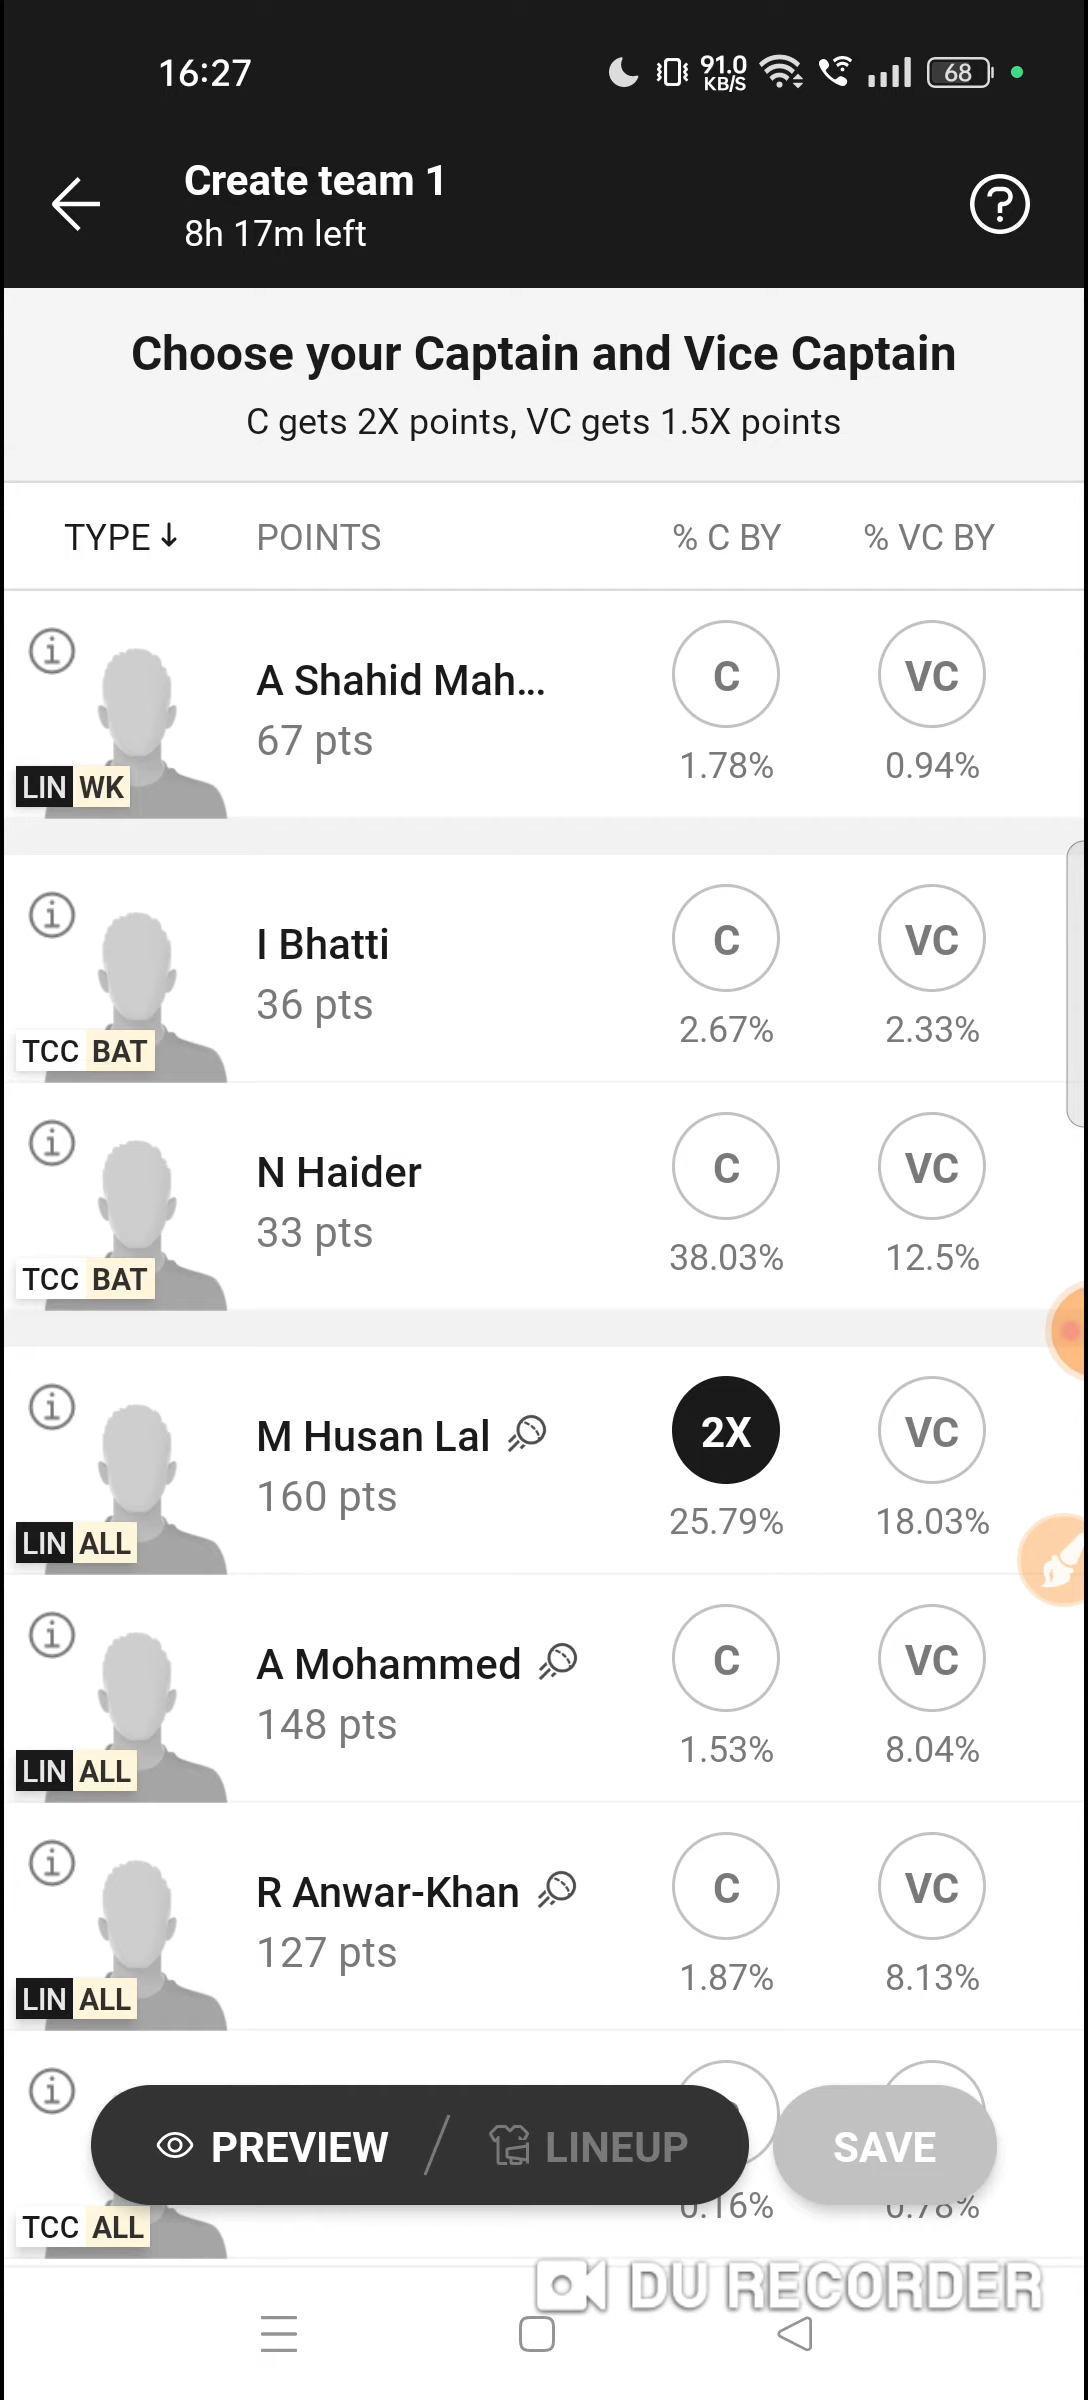 16:27
91.0
KB/S
68
Create team 1
8h 17m left
?
Choose your Captain and Vice Captain
C gets 2X points, VC gets 1.5X points
TYPE↓ POINTS % C BY % VC BY
A Shahid Mah... C VC
67 pts 1.78% 0.94%
LIN WK
I Bhatti C VC
36 pts 2.67% 2.33%
TCC BAT
N Haider C VC
33 pts 38.03% 12.5%
TCC BAT
M Husan Lal 2X VC
160 pts 25.79% 18.03%
LIN ALL
A Mohammed C VC
148 pts 1.53% 8.04%
LIN ALL
R Anwar-Khan C VC
127 pts 1.87% 8.13%
LIN ALL
PREVIEW / LINEUP SAVE
0.16% 0.78%
TCC ALL
DU RECORDER